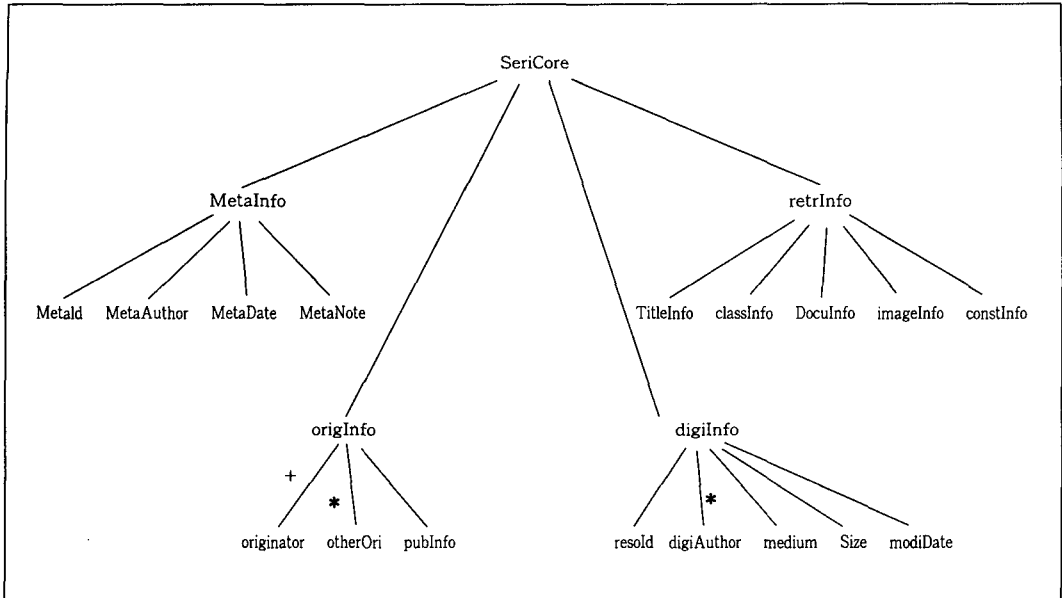 SeriCore
MetaInfo retrInfo
MetaId MetaAuthor MetaDate MetaNote TitleInfo classInfo DocuInfo imageInfo constInfo
origInfo digiInfo
+
* *
originator otherOri pubInfo resoId digiAuthor medium Size modiDate